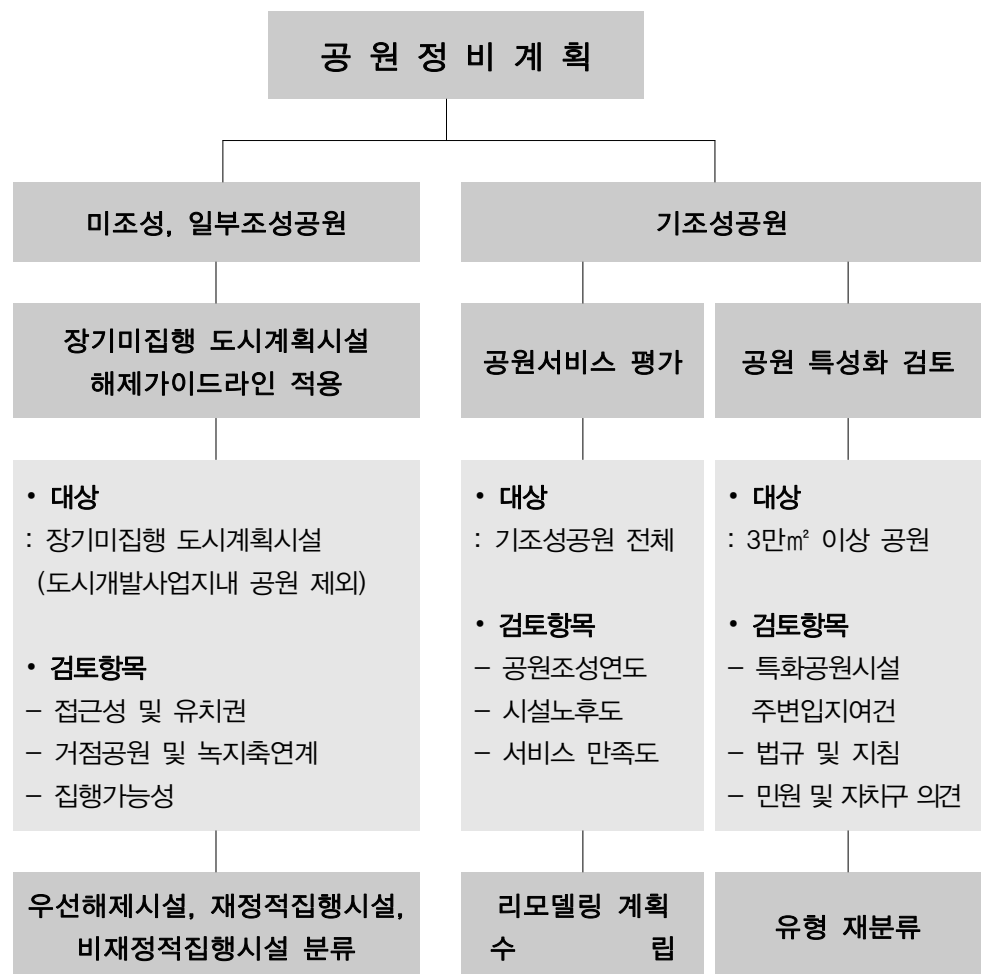 공 원 정 비 계 획
미조성, 일부조성공원
기조성공원
장기미집행 도시계획시설
해제가이드라인 적용
공원서비스 평가
공원 특성화 검토
• 대상
: 장기미집행 도시계획시설
(도시개발사업지내 공원 제외)
• 검토항목
– 접근성 및 유치권
– 거점공원 및 녹지축연계
– 집행가능성
• 대상
: 기조성공원 전체
• 검토항목
– 공원조성연도
– 시설노후도
– 서비스 만족도
• 대상
: 3만㎡ 이상 공원
• 검토항목
– 특화공원시설
주변입지여건
– 법규 및 지침
– 민원 및 자치구 의견
우선해제시설, 재정적집행시설,
비재정적집행시설 분류
리모델링 계획
수 립
유형 재분류